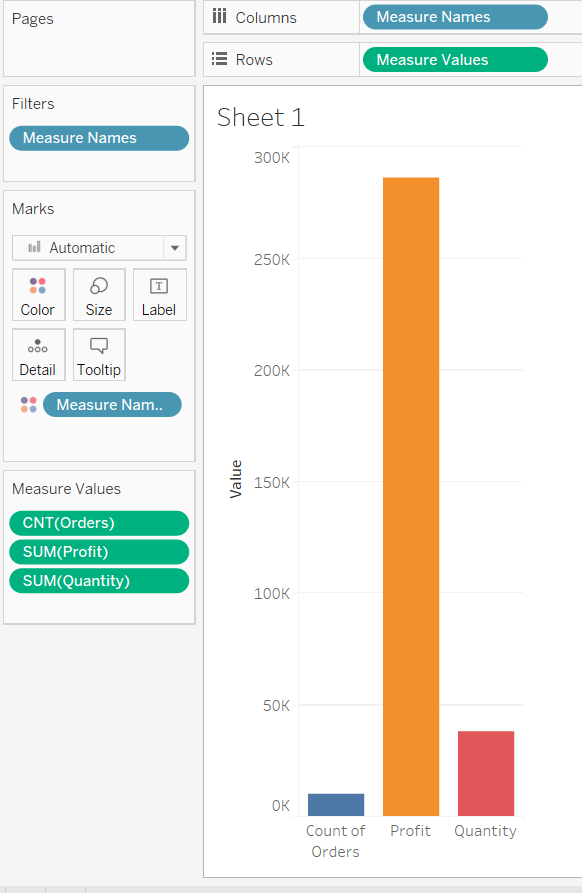 Pages
Columns
Measure Names
Rows
Measure Values
Filters
Measure Names
Marks
Automatic
Color
Size
Label
T
Detail
Tooltip
Measure Nam..
Measure Values
CNT(Orders)
SUM(Profit)
SUM(Quantity)
Sheet 1
300K
250K
200K
150K
100K
50K
0K
Value
Count of
Orders
Profit
Quantity